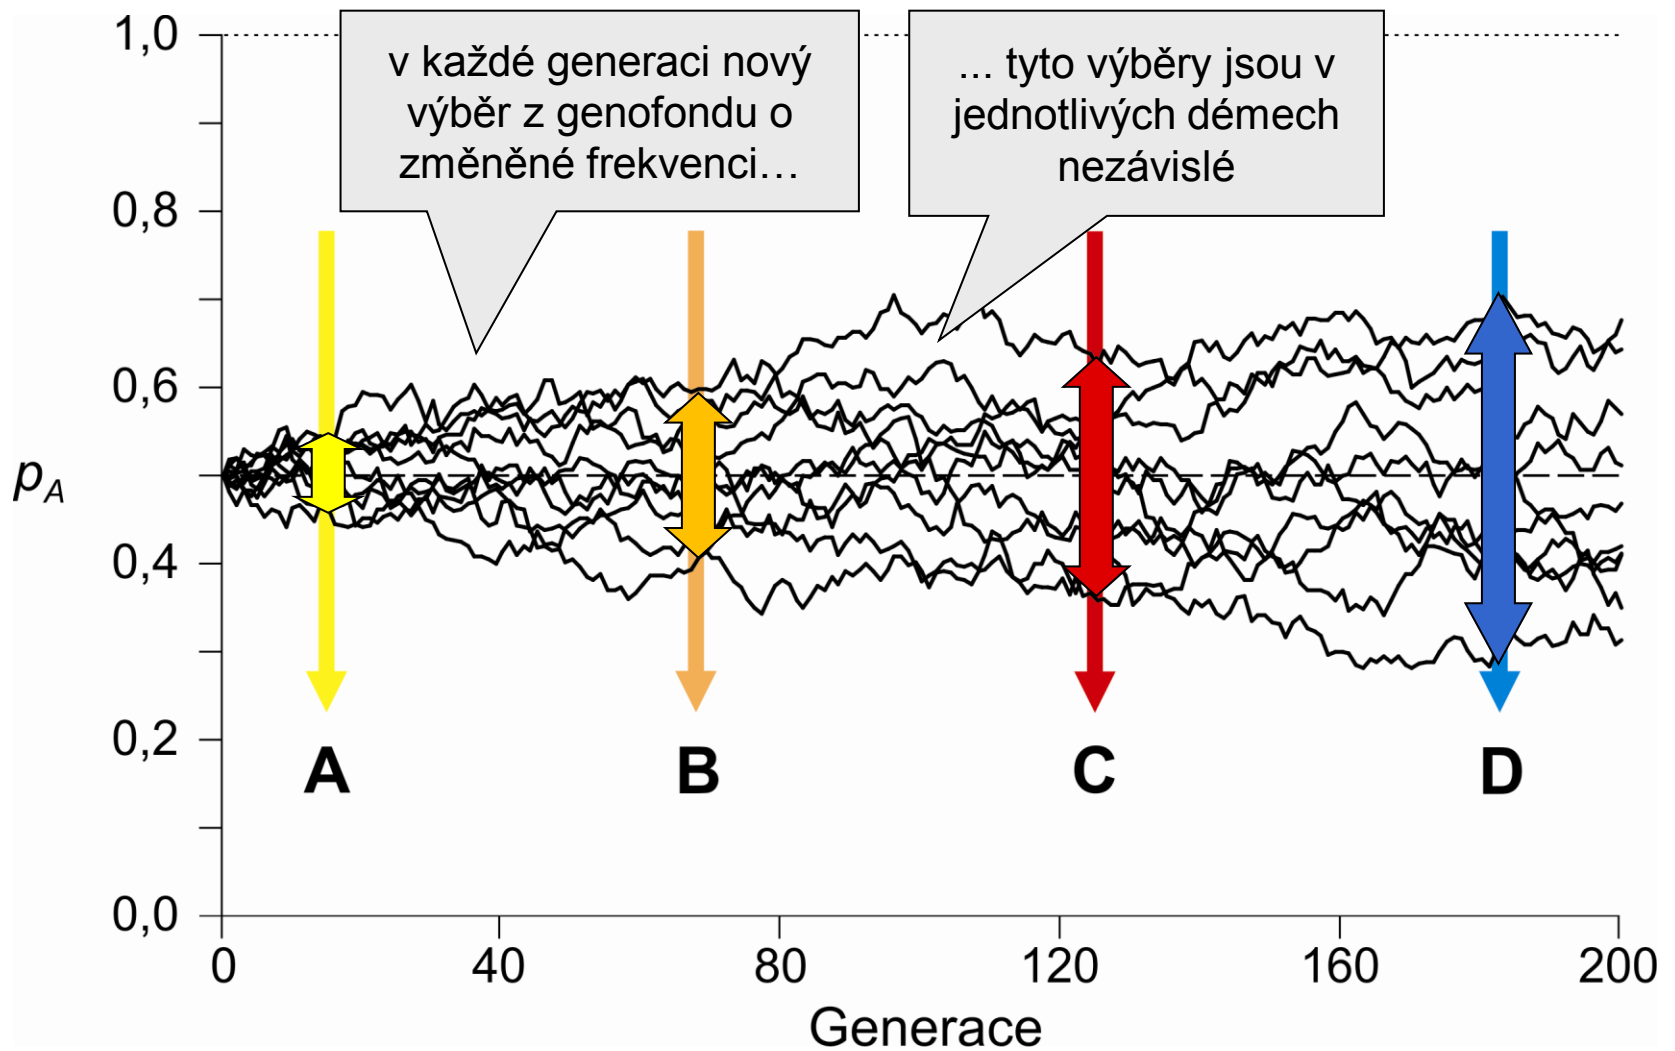 1,0
v každé generaci nový
výběr z genofondu o
změněné frekvenci…
... tyto výběry jsou v
jednotlivých démech
nezávislé
0,8
0,6
pA
0,4
0,2
A
B
C
D
0,0
0
40
80
120
160
200
Generace